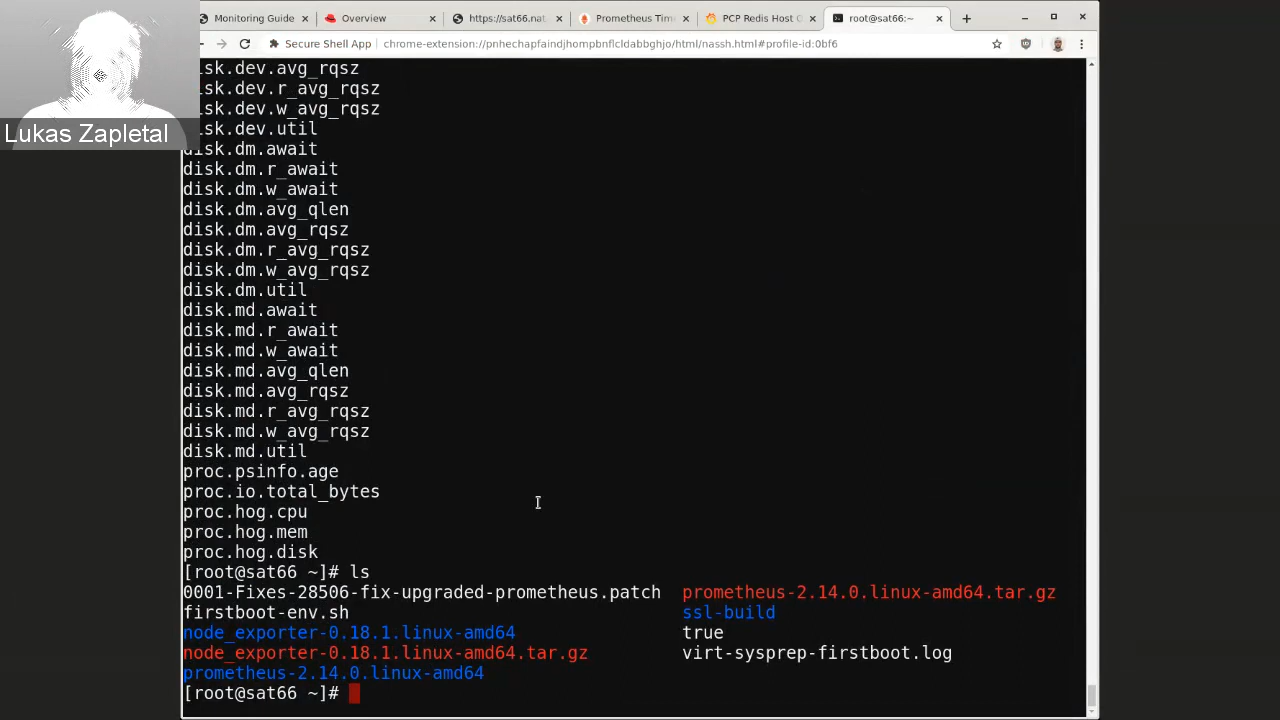 Monitoring Guide
Overview
https://sat66.nat
Prometheus Tim
PCP Redis Host O
root@sat66:~
Secure Shell App
chrome-extension://pnhechapfaindjhompbnflcldabbghjo/html/nassh.html#profile-id:0bf6
Lukas Zapletal
isk.dev.avg_rqsz
isk.dev.r_avg_rqsz
isk.dev.w_avg_rqsz
isk.dev.util
disk.dm.await
disk.dm.r_await
disk.dm.w_await
disk.dm.avg_qlen
disk.dm.avg_rqsz
disk.dm.r_avg_rqsz
disk.dm.w_avg_rqsz
disk.dm.util
disk.md.await
disk.md.r_await
disk.md.w_await
disk.md.avg_qlen
disk.md.avg_rqsz
disk.md.r_avg_rqsz
disk.md.w_avg_rqsz
disk.md.util
proc.psinfo.age
proc.io.total_bytes
proc.hog.cpu
proc.hog.mem
proc.hog.disk
[root@sat66 ~]# ls
0001-Fixes-28506-fix-upgraded-prometheus.patch prometheus-2.14.0.linux-amd64.tar.gz
firstboot-env.sh ssl-build
node_exporter-0.18.1.linux-amd64 true
node_exporter-0.18.1.linux-amd64.tar.gz virt-sysprep-firstboot.log
prometheus-2.14.0.linux-amd64
[root@sat66 ~]#